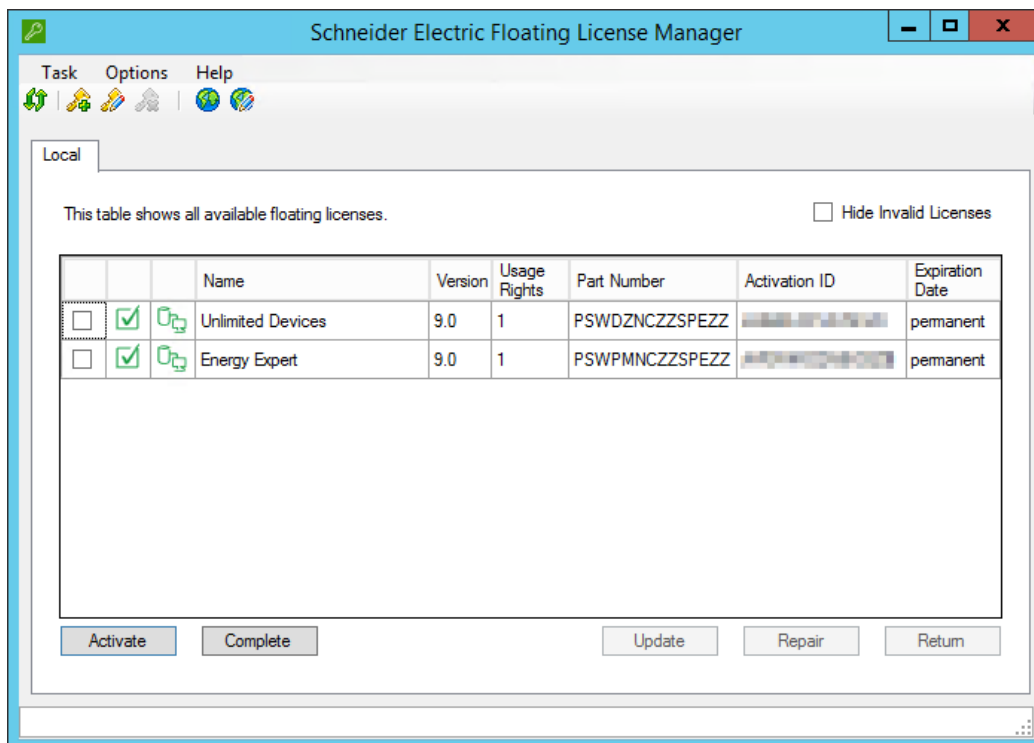 Schneider Electric Floating License Manager
Task Options Help
Local
This table shows all available floating licenses.
Hide Invalid Licenses
Name Version Usage Rights Part Number Activation ID Expiration Date
Unlimited Devices 9.0 1 PSWDZNCZZSPEZZ permanent
Energy Expert 9.0 1 PSWPMNCZZSPEZZ permanent
Activate Complete Update Repair Return